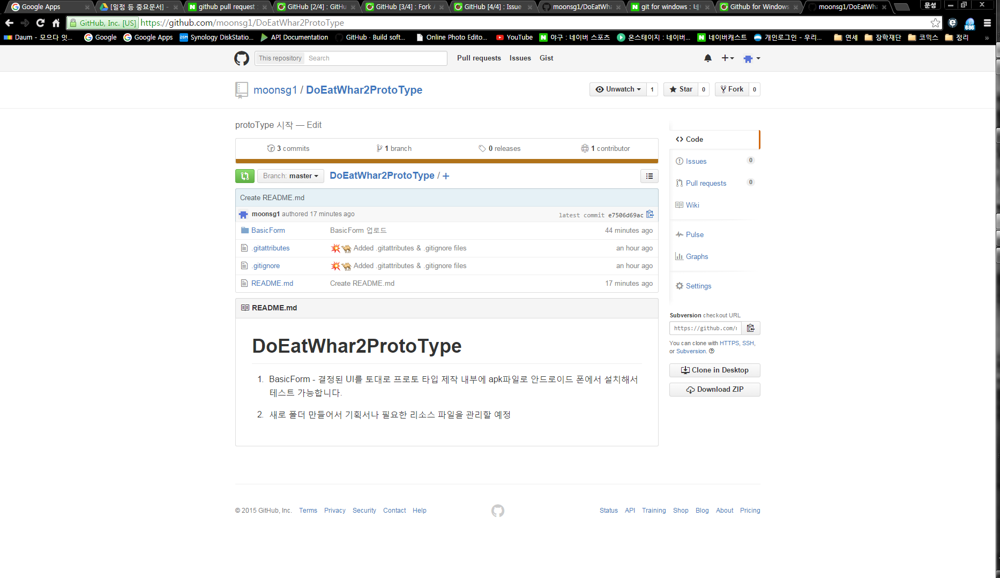 Google Apps
[일정 등 중요문서] -
github pull request :
GitHub [2/4] : GitHu
GitHub [3/4] : Fork
GitHub [4/4] : Issue
moonsg1/DoEatWha
git for windows : 네
Github for Windows
moonsg1/DoEatWha
문성
GitHub, Inc. [US] https://github.com/moonsg1/DoEatWhar2ProtoType
686
Daum - 모으다 잇...
Google
Google Apps
Synology DiskStatio...
API Documentation
GitHub · Build soft...
Online Photo Edito...
YouTube
야구 : 네이버 스포츠
온스테이지 : 네이버...
네이버캐스트
개인로그인 - 우리...
연세
장학재단
코믹스
정리
»
This repository Search
Pull requests Issues Gist
moonsg1 / DoEatWhar2ProtoType
Unwatch 1
Star 0
Fork 0
protoType 시작 — Edit
3 commits
1 branch
0 releases
1 contributor
Branch: master
DoEatWhar2ProtoType / +
Create README.md
moonsg1 authored 17 minutes ago
latest commit e7506d69ac
BasicForm BasicForm 업로드 44 minutes ago
.gitattributes Added .gitattributes & .gitignore files an hour ago
.gitignore Added .gitattributes & .gitignore files an hour ago
README.md Create README.md 17 minutes ago
README.md
DoEatWhar2ProtoType
1. BasicForm - 결정된 UI를 토대로 프로토 타입 제작 내부에 apk파일로 안드로이드 폰에서 설치해서
테스트 가능합니다.
2. 새로 폴더 만들어서 기획서나 필요한 리소스 파일을 관리할 예정
Code
Issues 0
Pull requests 0
Wiki
Pulse
Graphs
Settings
Subversion checkout URL
https://github.com/
You can clone with HTTPS, SSH,
or Subversion.
Clone in Desktop
Download ZIP
© 2015 GitHub, Inc. Terms Privacy Security Contact Help
Status API Training Shop Blog About Pricing